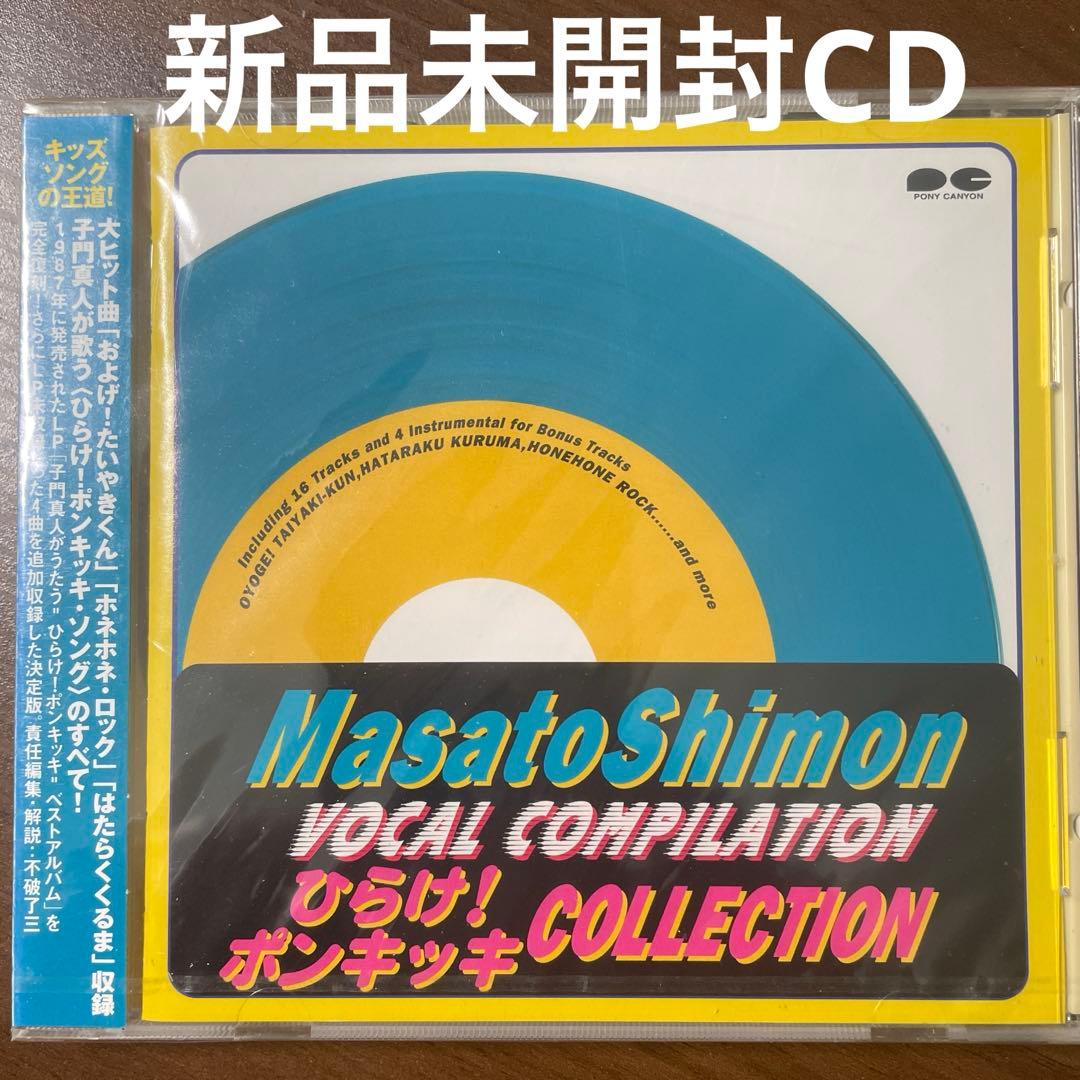 新品未開封CD
キッズ
ソング
の王道!
大ヒット曲「およげ!たいやきくん」「ホネホネ・ロック」「はたらくくるま」収録
子門真人が歌う〈ひらけ!ポンキッキ・ソング〉のすべて!
1987年に発売されたLP「子門真人がうたう"ひらけ!ポンキッキ" ベストアルバム」を
完全復刻!さらにLP未収録だった4曲を追加収録した決定版。責任編集・解説:不破了三
PONY CANYON
Including 16 Tracks and 4 Instrumental for Bonus Tracks
OYOGE! TAIYAKI-KUN,HATARAKU KURUMA,HONEHONE ROCK......and more
MasatoShimon
VOCAL COMPILATION
ひらけ!
ポンキッキ
COLLECTION